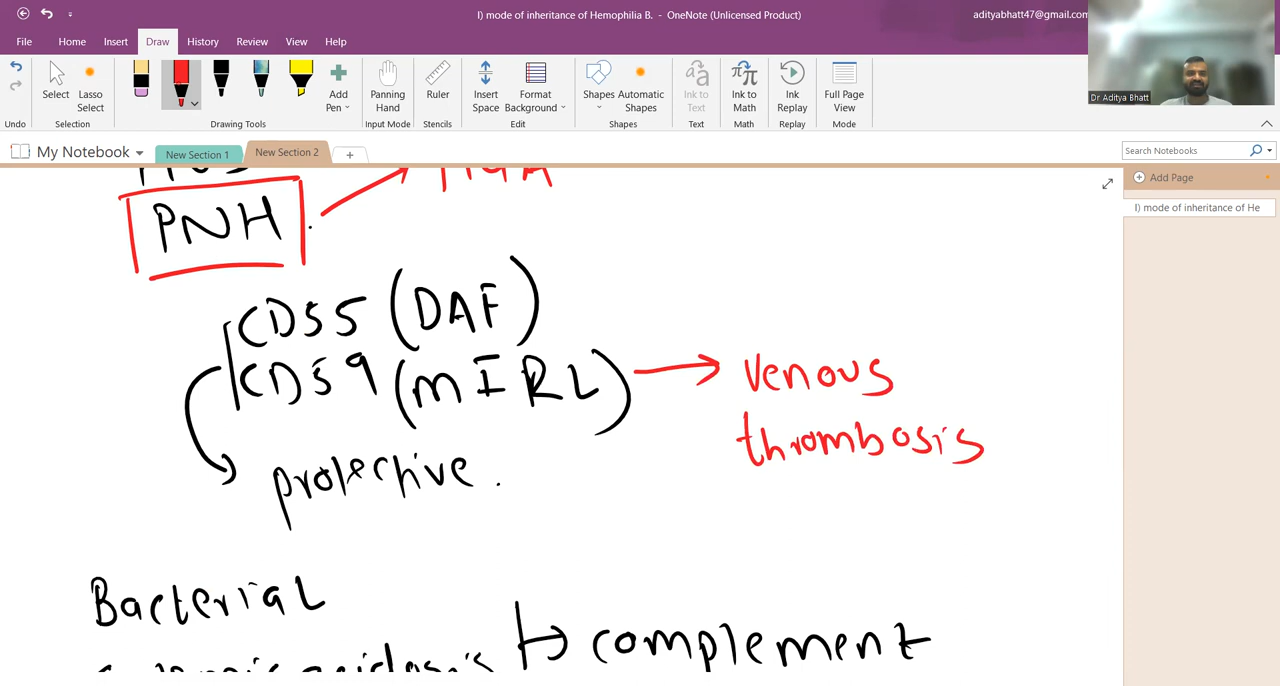 I) mode of inheritance of Hemophilia B. - OneNote (Unlicensed Product)
adityabhatt47@gmail.com
File Home Insert Draw History Review View Help
Select Lasso Select Add Pen Panning Hand Ruler Insert Space Format Background Shapes Automatic Shapes Ink to Text Ink to Math Ink Replay Full Page View
Dr Aditya Bhatt
Undo Selection Drawing Tools Input Mode Stencils Edit Shapes Text Math Replay Mode
My Notebook New Section 1 New Section 2
Search Notebooks
Add Page
I) mode of inheritance of He
PNH
CD55 (DAF)
CD59 (MIRL)
venous
thrombosis
protective.
Bacterial
complement